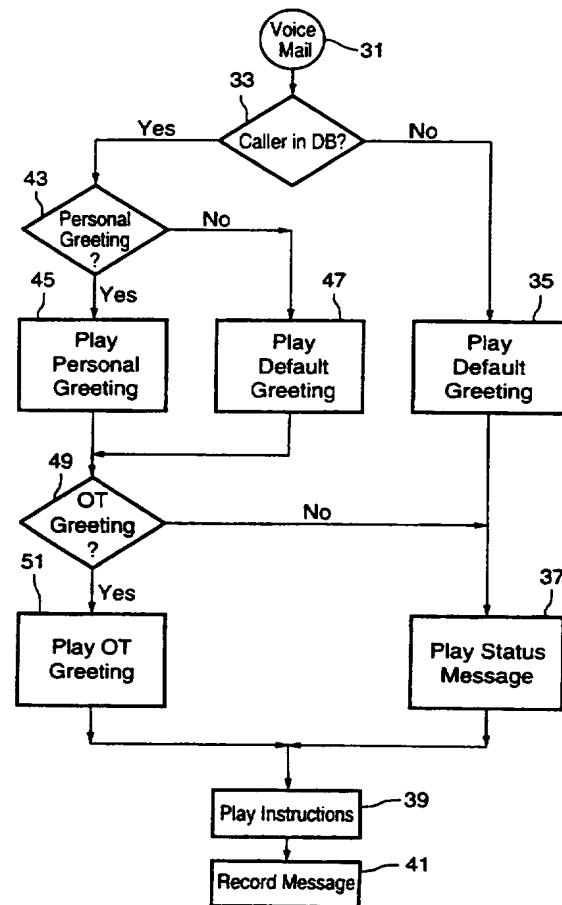 Voice
Mail
31
33
Caller in DB?
Yes
No
43
Personal
Greeting
?
No
Yes
45
Play
Personal
Greeting
47
Play
Default
Greeting
35
Play
Default
Greeting
49
OT
Greeting
?
No
Yes
51
Play OT
Greeting
37
Play Status
Message
Play Instructions
39
Record Message
41